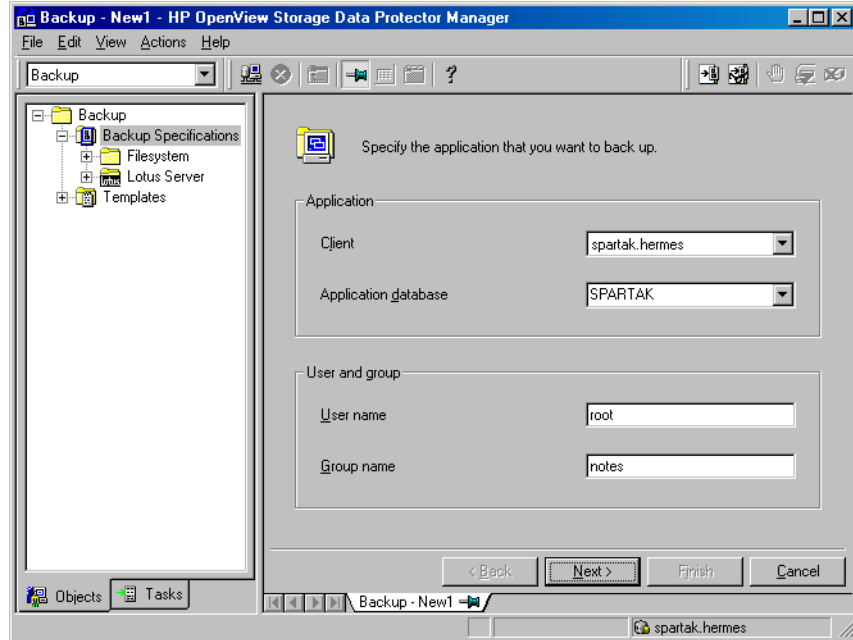 Backup - New1 - HP OpenView Storage Data Protector Manager
File Edit View Actions Help
Backup
?
Backup
Backup Specifications
Filesystem
Lotus Server
Templates
Specify the application that you want to back up.
Application
Client
spartak.hermes
Application database
SPARTAK
User and group
User name
root
Group name
notes
< Back
Next >
Finish
Cancel
Objects
Tasks
Backup - New1
spartak.hermes